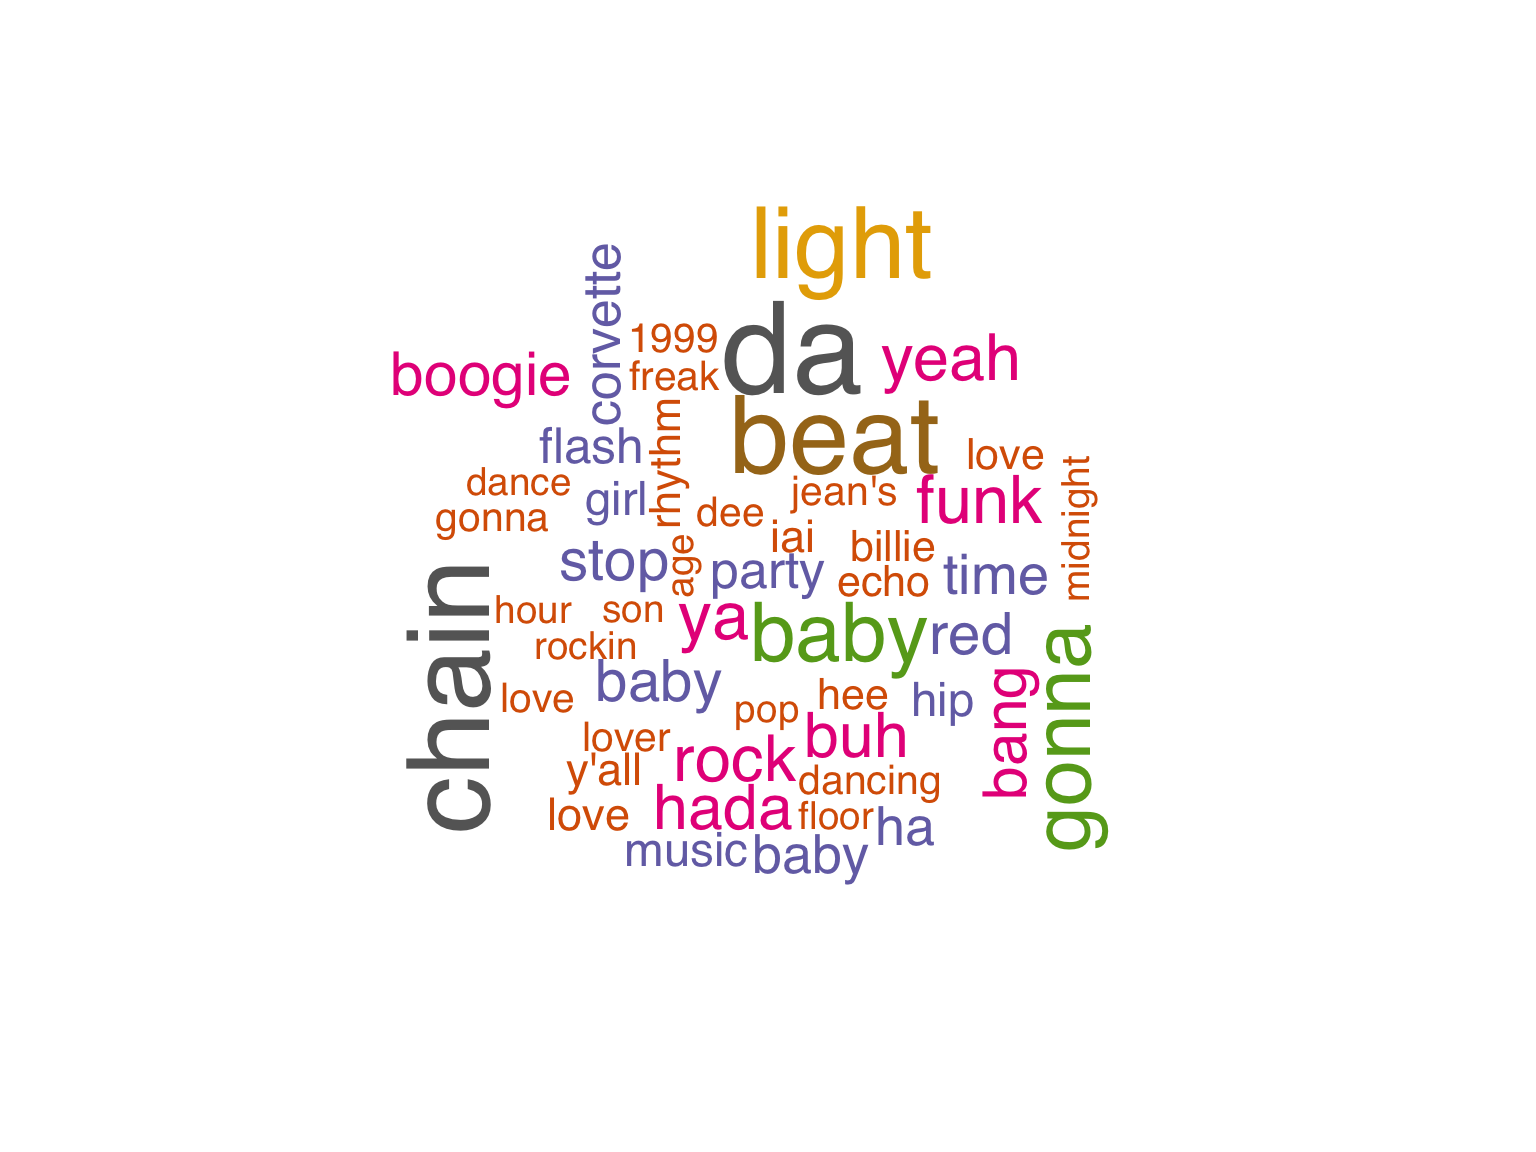 light
corvette
1999
da
yeah
boogie
freak
beat
flash
rhythm
love
dance
girl
jean's
funk
midnight
gonna
dee
iai
billie
stop
age
party
echo
time
chain
hour
son
ya
baby
red
gonna
rockin
baby
love
pop
hee
hip
bang
lover
rock
buh
y'all
dancing
love
hada
floor
ha
music
baby